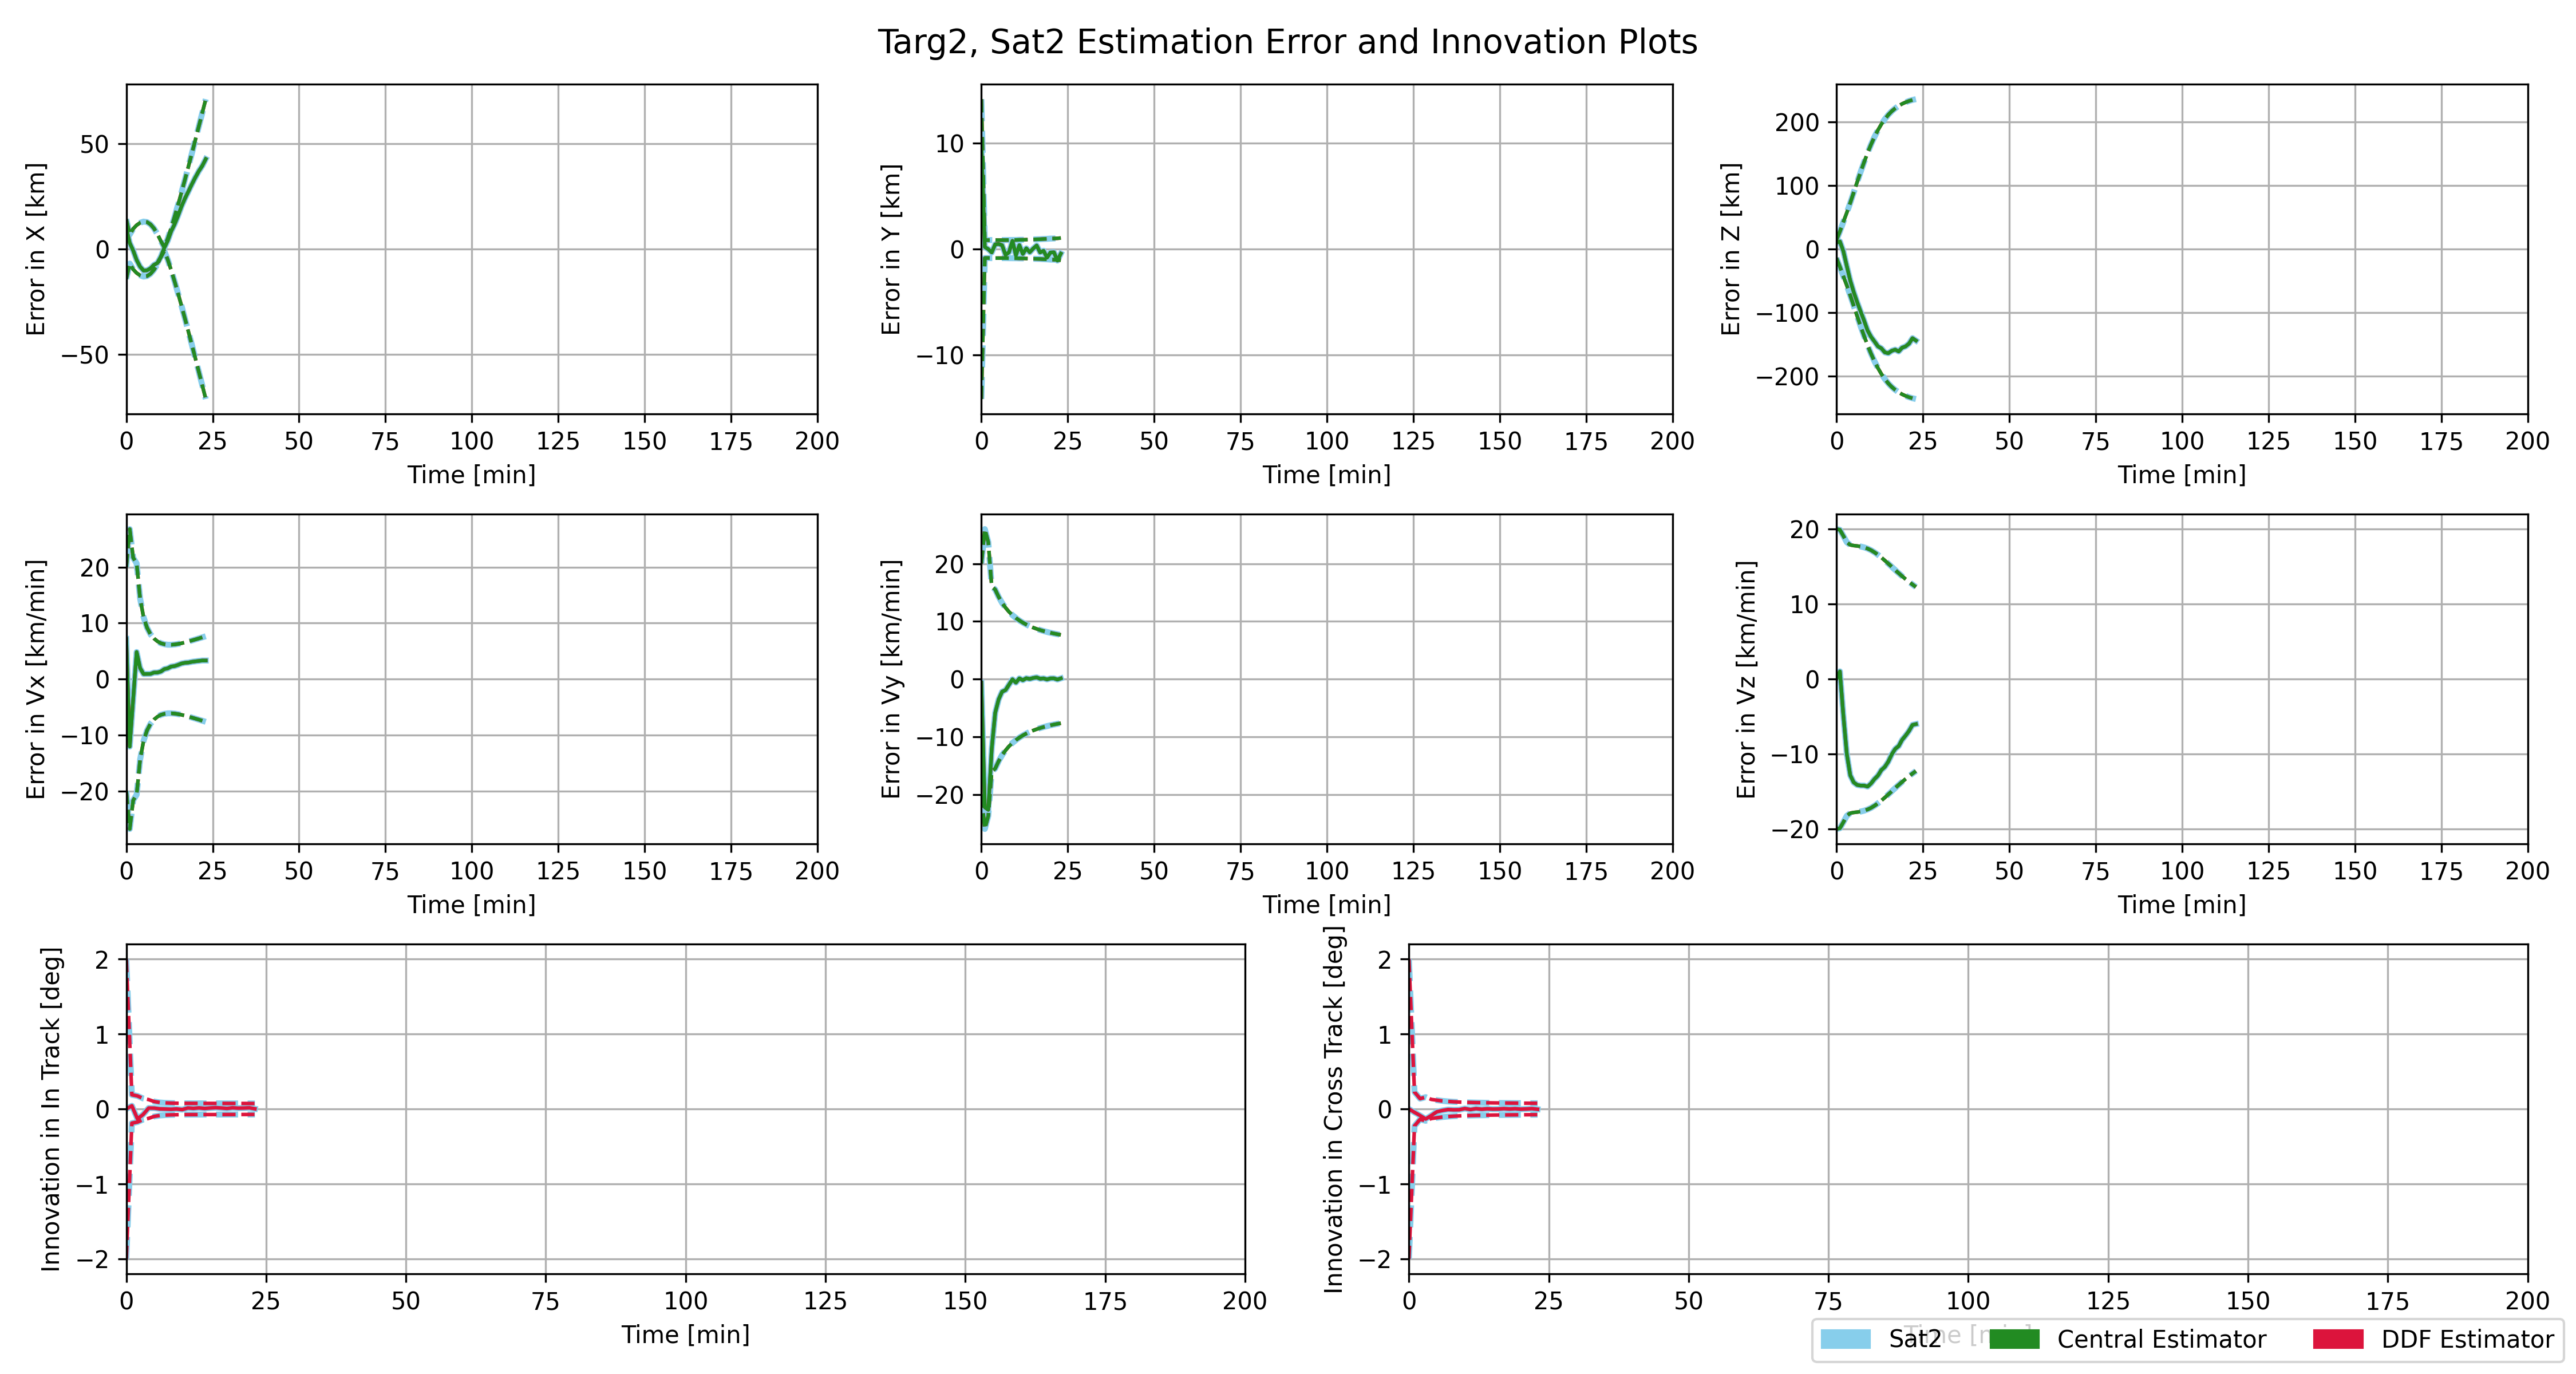 Targ2, Sat2 Estimation Error and Innovation Plots
Error in X [km]
50
0
−50
0 25 50 75 100 125 150 175 200
Time [min]
Error in Y [km]
10
0
−10
0 25 50 75 100 125 150 175 200
Time [min]
Error in Z [km]
200
100
0
−100
−200
0 25 50 75 100 125 150 175 200
Time [min]
Error in Vx [km/min]
20
10
0
−10
−20
0 25 50 75 100 125 150 175 200
Time [min]
Error in Vy [km/min]
20
10
0
−10
−20
0 25 50 75 100 125 150 175 200
Time [min]
Error in Vz [km/min]
20
10
0
−10
−20
0 25 50 75 100 125 150 175 200
Time [min]
Innovation in In Track [deg]
2
1
0
−1
−2
0 25 50 75 100 125 150 175 200
Time [min]
Innovation in Cross Track [deg]
2
1
0
−1
−2
0 25 50 75 100 125 150 175 200
Time [min]
Sat2 Central Estimator DDF Estimator